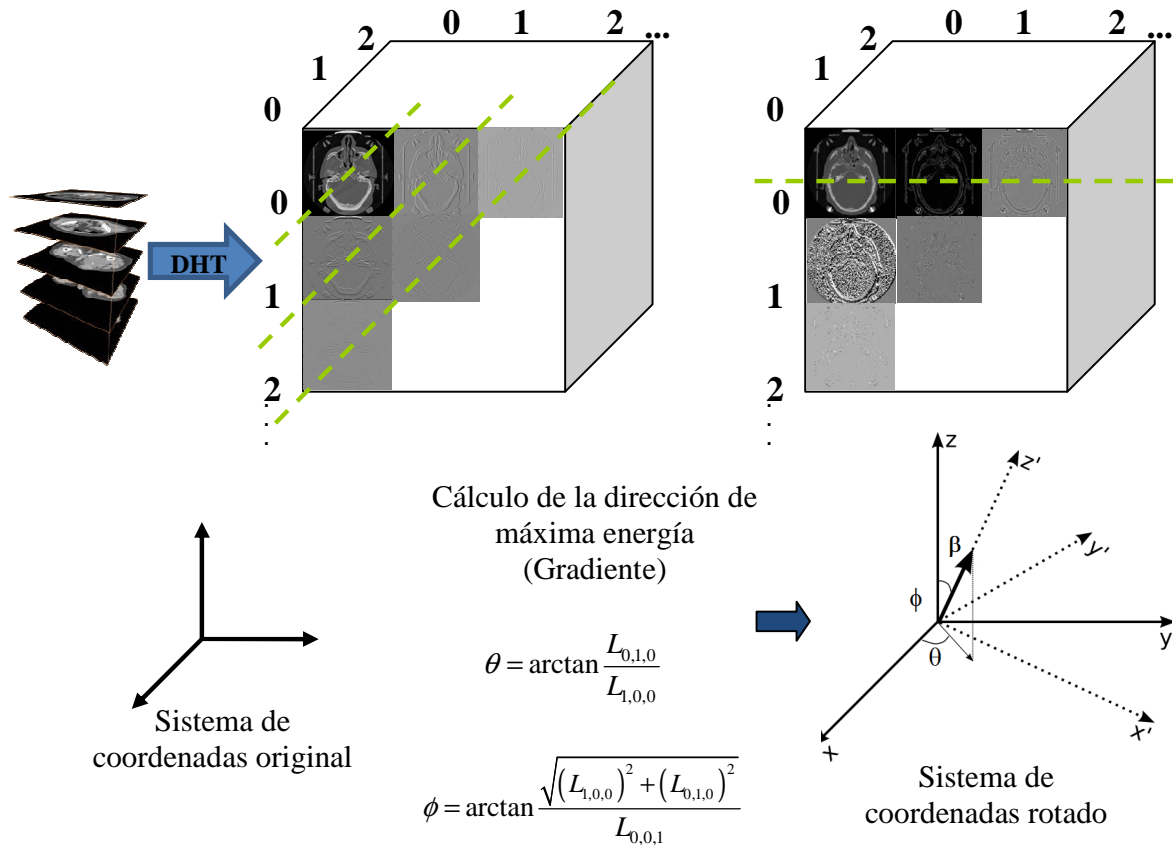 0 1 2 ...
2
1
0
0
1
2
.
.
.
DHT
0 1 2 ...
2
1
0
0
1
2
.
.
.
Cálculo de la dirección de
máxima energía
(Gradiente)
θ = arctan L0,1,0 / L1,0,0
ϕ = arctan √((L1,0,0)² + (L0,1,0)²) / L0,0,1
Sistema de
coordenadas original
z
z'
β
y'
ϕ
y
θ
x
x'
Sistema de
coordenadas rotado